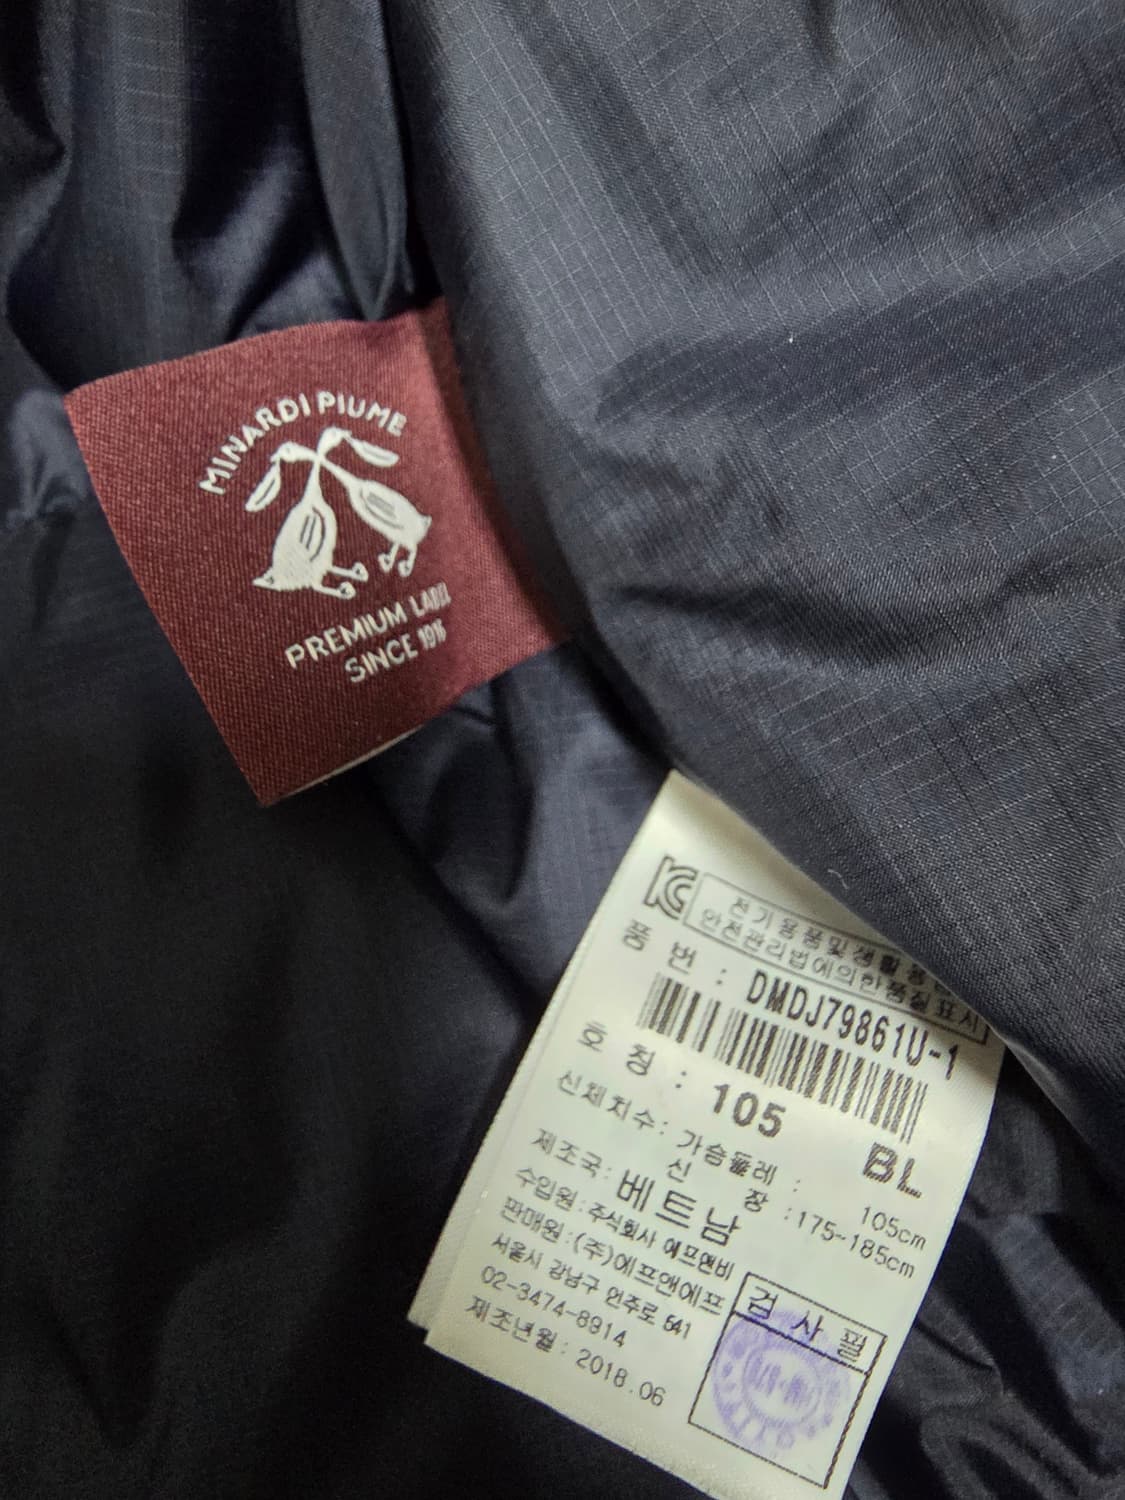 MINARDI PIUME
PREMIUM LABEL
SINCE 1916
전기용품및생활용
안전관리법에의한품질표시
품 번 : DMDJ79861U-1
호 칭 : 105 BL
신체치수: 가슴둘레 : 105cm
신 장 :175~185cm
제조국: 베트남
수입원:주식회사 에프앤비
판매원:(주)에프앤에프
서울시 강남구 언주로 541
02-3474-8914
제조년월 : 2018.06
검 사 필